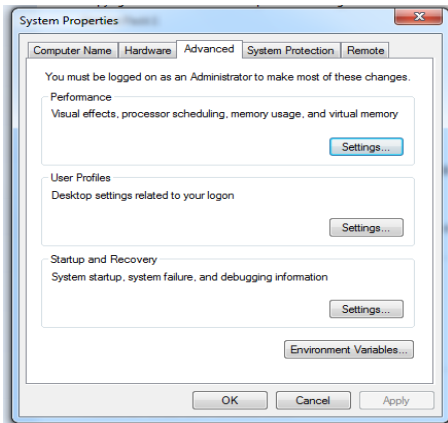 System Properties
Computer Name Hardware Advanced System Protection Remote
You must be logged on as an Administrator to make most of these changes.
Performance
Visual effects, processor scheduling, memory usage, and virtual memory
Settings...
User Profiles
Desktop settings related to your logon
Settings...
Startup and Recovery
System startup, system failure, and debugging information
Settings...
Environment Variables...
OK Cancel Apply